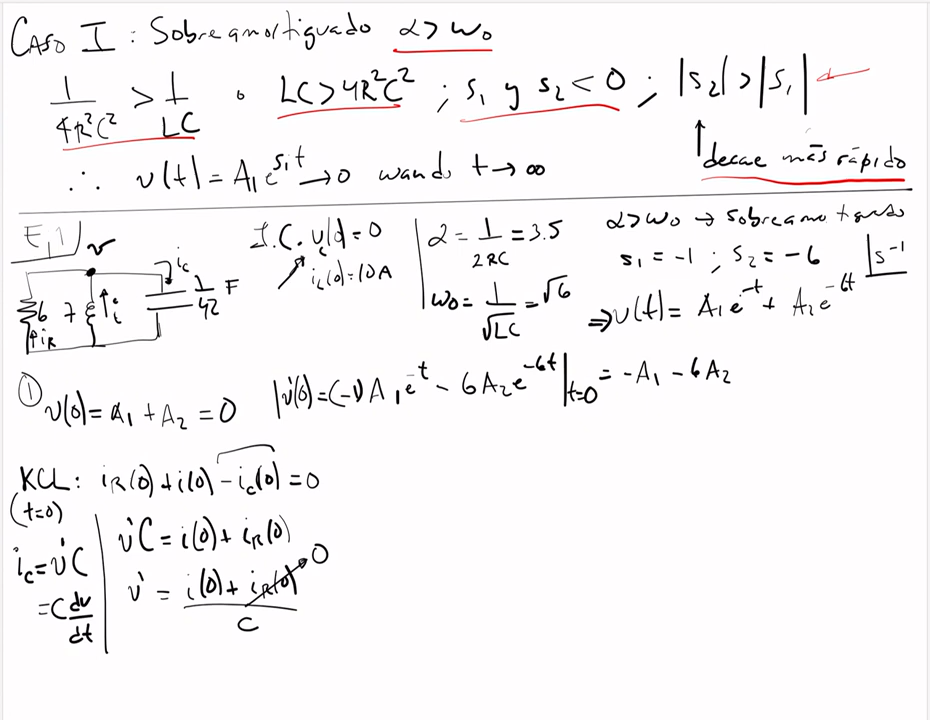 CASO I : Sobreamortiguado α > ω₀
1/4R²C² > 1/LC o LC > 4R²C² ; s₁ y s₂ < 0 ; |s₂| > |s₁| ←
↑ decae más rápido
∴ v(t) = A₁e^{s₁t} → 0 cuando t → ∞
Ej 1
v
6 7 i i_c 1/42 F
i_R
I.C. v_c(0) = 0
i_L(0) = 10A
α = 1/2RC = 3.5
ω₀ = 1/√LC = √6
α > ω₀ → sobreamortiguado
s₁ = -1 ; s₂ = -6 | s⁻¹
⇒ v(t) = A₁e^{-t} + A₂e^{-6t}
① v(0) = A₁ + A₂ = 0 | v̇(0) = (-1)A₁e^{-t} - 6A₂e^{-6t} |_{t=0} = -A₁ - 6A₂
KCL: i_R(0) + i(0) - i_c(0) = 0
(t=0)
i_c = v̇C
= C dv/dt
v̇C = i(0) + i_R(0)
v̇ = i(0) + i_R(0) → 0 / C